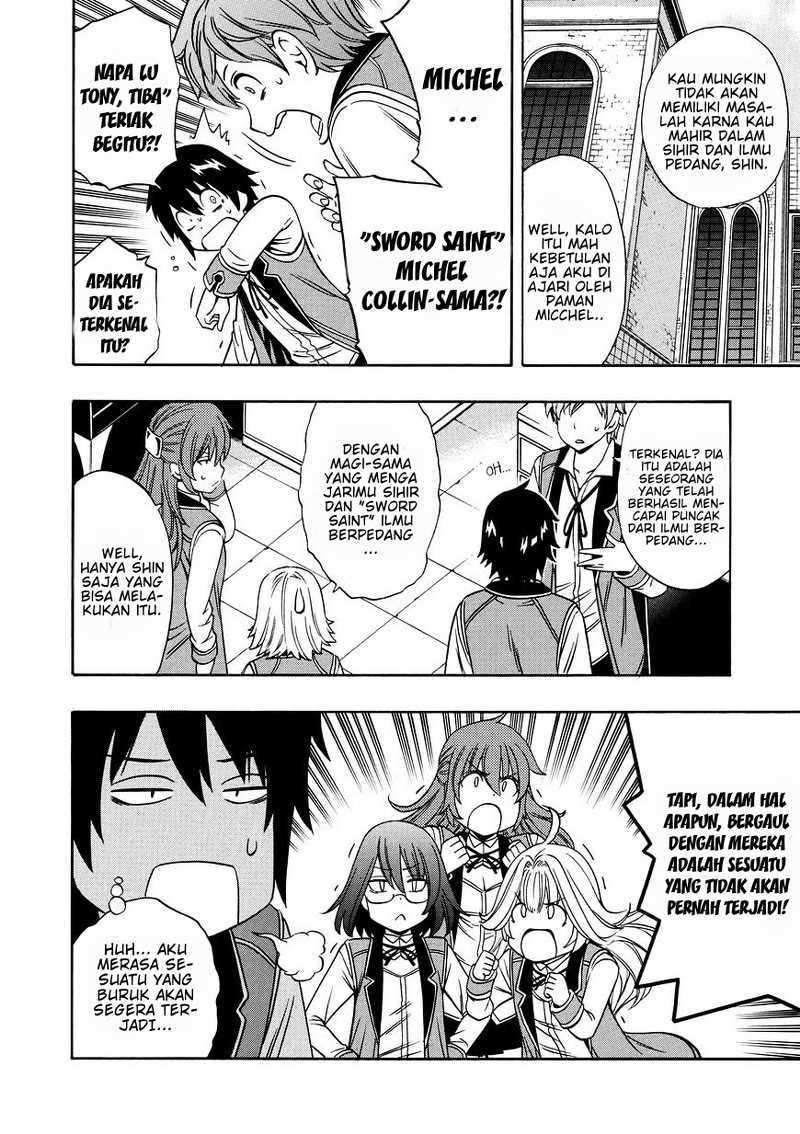 KAU MUNGKIN
TIDAK AKAN
MEMILIKI MASA-
LAH KARNA KAU
MAHIR DALAM
SIHIR DAN ILMU
PEDANG, SHIN.
WELL, KALO
ITU MAH
KEBETULAN
AJA AKU DI
AJARI OLEH
PAMAN
MICCHEL..
MICHEL
...
"SWORD SAINT"
MICHEL
COLLIN-SAMA?!
NAPA LU
TONY, TIBA"
TERIAK
BEGITU?!
APAKAH
DIA SE-
TERKENAL
ITU?
TERKENAL? DIA
ITU ADALAH
SESEORANG
YANG TELAH
BERHASIL MEN-
CAPAI PUNCAK
DARI ILMU BER-
PEDANG...
OH...
DENGAN
MAGI-SAMA
YANG MENGA
JARIMU SIHIR
DAN "SWORD
SAINT" ILMU
BERPEDANG
...
WELL,
HANYA SHIN
SAJA YANG
BISA MELA-
KUKAN ITU.
TAPI, DALAM HAL
APAPUN, BERGAUL
DENGAN MEREKA
ADALAH SESUATU
YANG TIDAK AKAN
PERNAH TERJADI!
HUH... AKU
MERASA SE-
SUATU YANG
BURUK AKAN
SEGERA TER-
JADI...